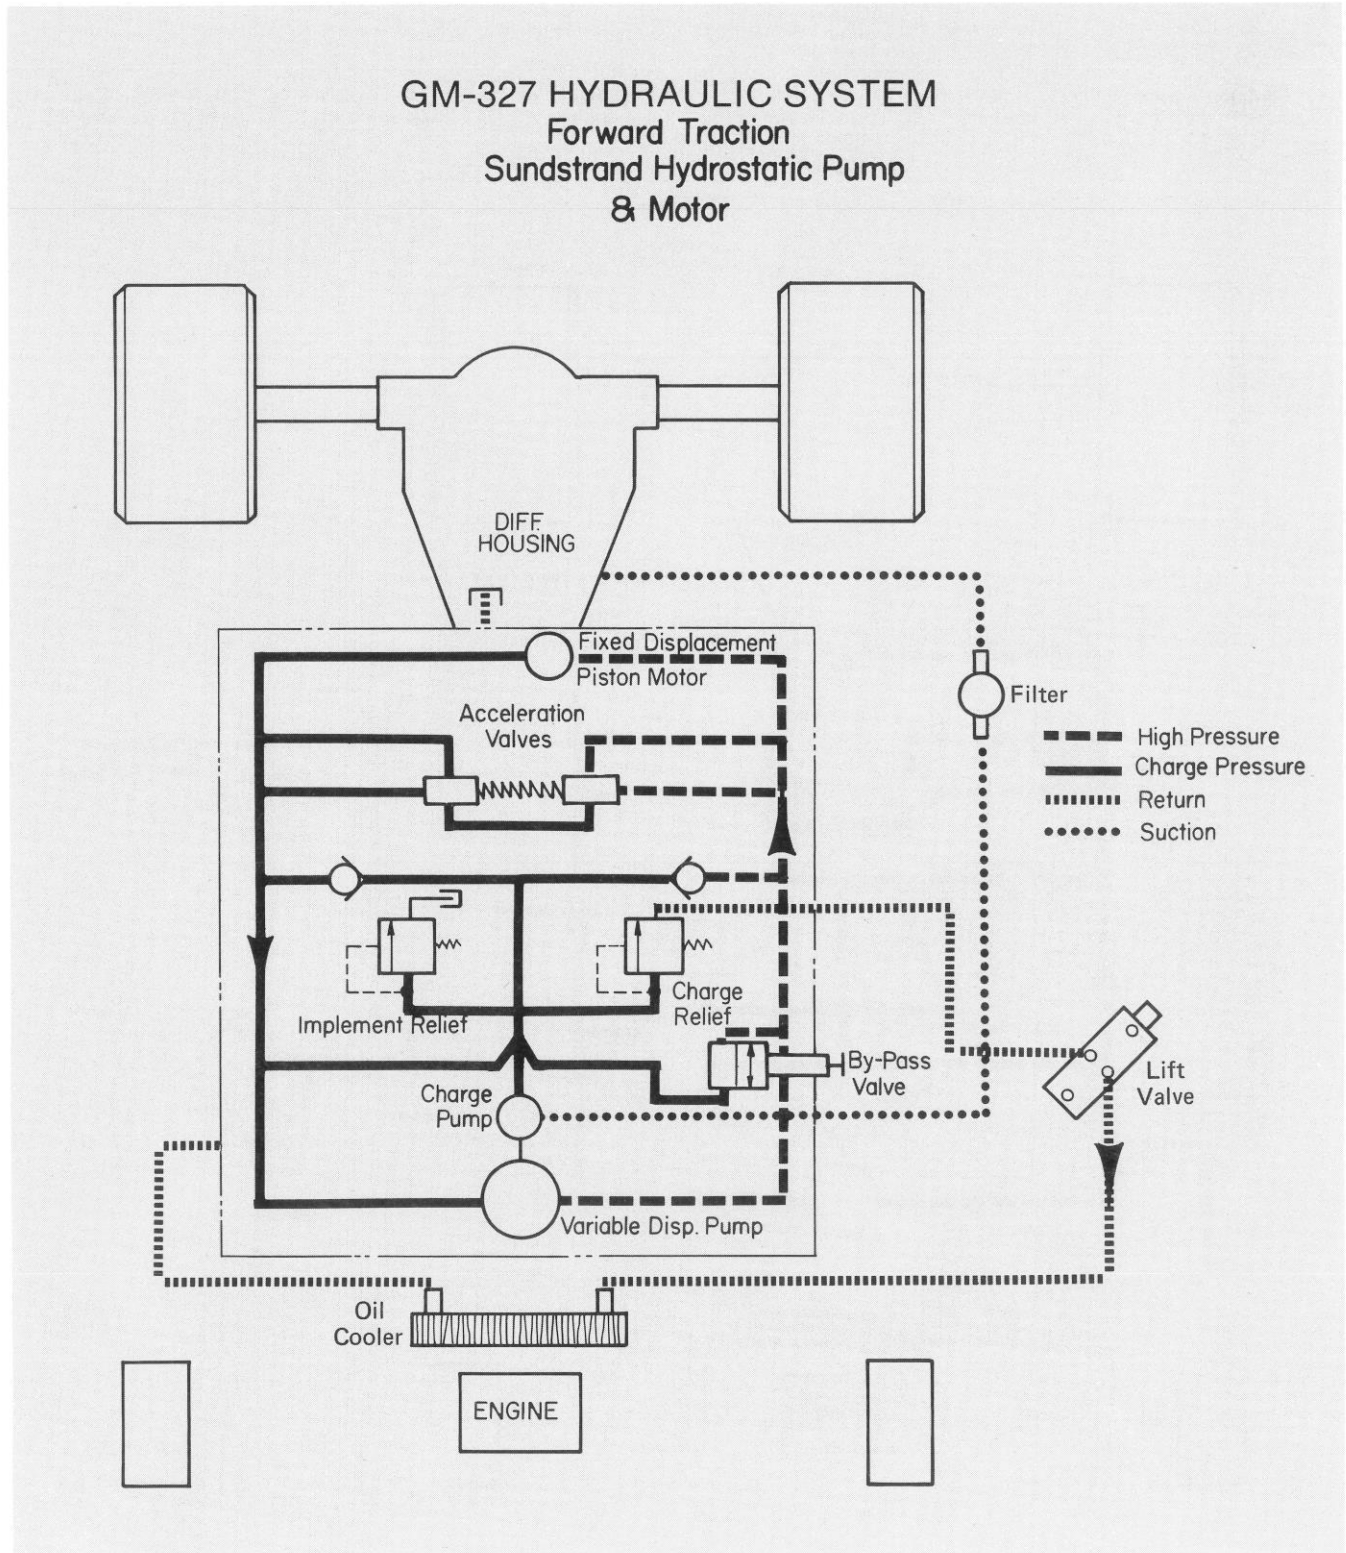 GM-327 HYDRAULIC SYSTEM
Forward Traction
Sundstrand Hydrostatic Pump
& Motor
DIFF.
HOUSING
Fixed Displacement
Piston Motor
Acceleration
Valves
Filter
High Pressure
Charge Pressure
Return
Suction
Implement Relief
Charge
Relief
By-Pass
Valve
Lift
Valve
Charge
Pump
Variable Disp. Pump
Oil
Cooler
ENGINE